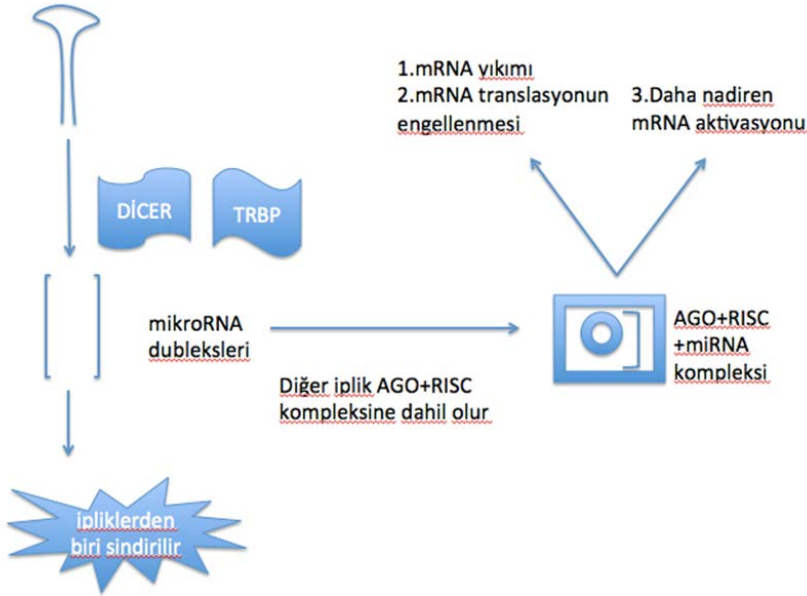 1.mRNA yıkımı
2.mRNA translasyonun
engellenmesi
3.Daha nadiren
mRNA aktivasyonu
DİCER
TRBP
mikroRNA
dubleksleri
Diğer iplik AGO+RISC
kompleksine dahil olur
AGO+RISC
+miRNA
kompleksi
ipliklerden
biri sindirilir